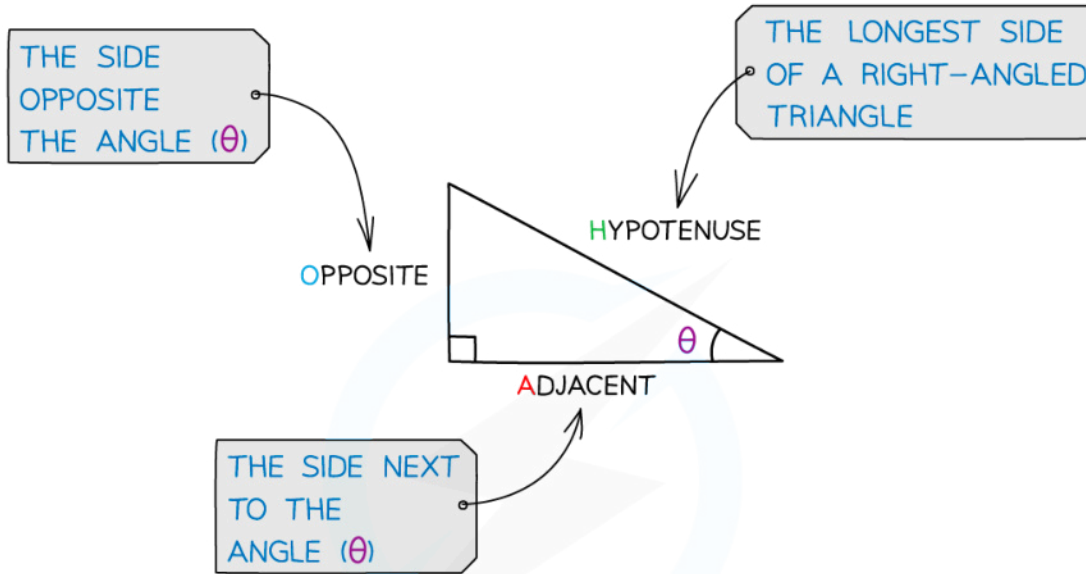 THE SIDE
OPPOSITE
THE ANGLE (θ)
THE LONGEST SIDE
OF A RIGHT-ANGLED
TRIANGLE
HYPOTENUSE
OPPOSITE
θ
ADJACENT
THE SIDE NEXT
TO THE
ANGLE (θ)